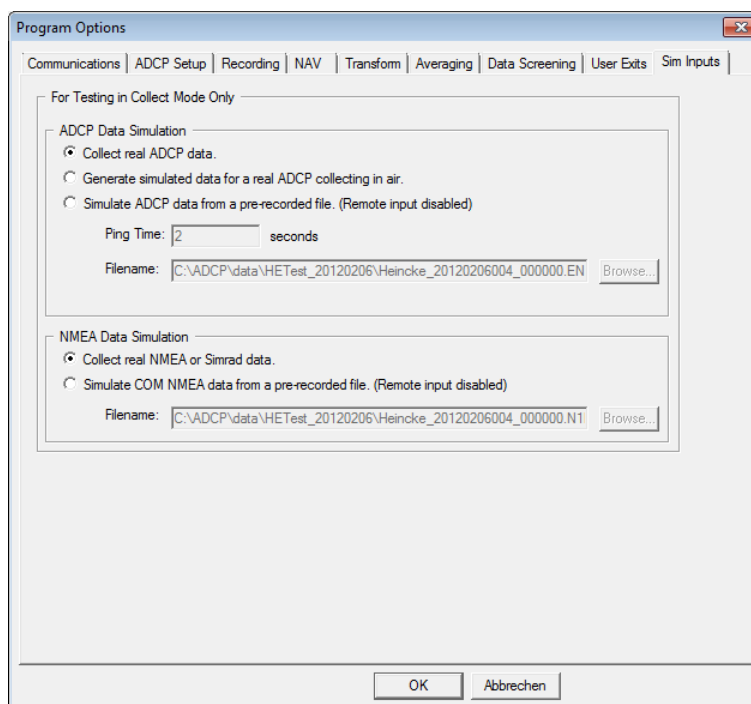 Program Options
Communications ADCP Setup Recording NAV Transform Averaging Data Screening User Exits Sim Inputs
For Testing in Collect Mode Only
ADCP Data Simulation
Collect real ADCP data.
Generate simulated data for a real ADCP collecting in air.
Simulate ADCP data from a pre-recorded file. (Remote input disabled)
Ping Time: 2 seconds
Filename: C:\ADCP\data\HETest_20120206\Heincke_20120206004_000000.EN Browse...
NMEA Data Simulation
Collect real NMEA or Simrad data.
Simulate COM NMEA data from a pre-recorded file. (Remote input disabled)
Filename: C:\ADCP\data\HETest_20120206\Heincke_20120206004_000000.N1 Browse...
OK Abbrechen